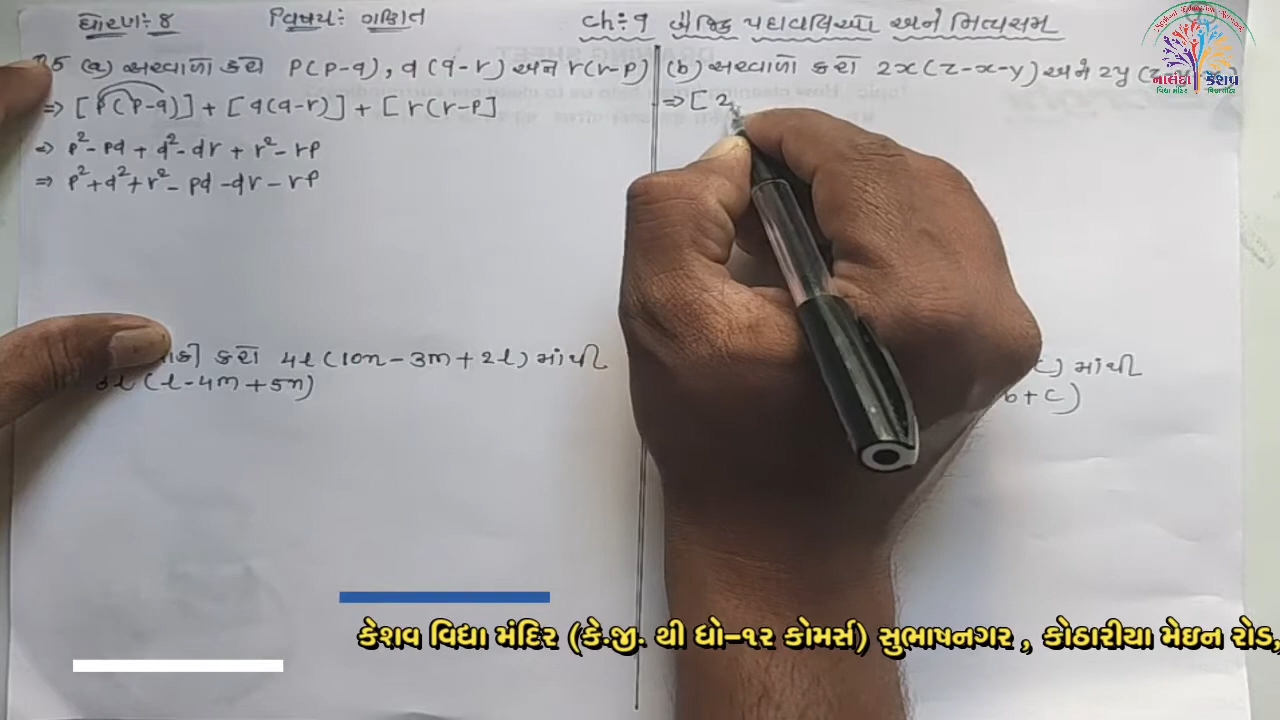 ધોરણઃ 8 વિષયઃ ગણિત Ch: 9 બૈજિક પદાવલિઓ અને નિત્યસમ
5 (a) સરવાળો કરો p(p-q), q(q-r) અને r(r-p)
⇒ [p(p-q)] + [q(q-r)] + [r(r-p)]
⇒ p²- pq + q²- qr + r²- rp
⇒ p²+q²+r²- pq -qr - rp
(b) સરવાળો કરો 2x(z-x-y) અને 2y
⇒ [2
કરો 4l(10n-3m+2l) માંથી
(l-4m+5n)
) માંથી
b+c)
નાલંદા વિદ્યા મંદિર કેશવ વિદ્યા મંદિર
કેશવ વિદ્યા મંદિર (કે.જી. થી ધો-૧૨ કોમર્સ) સુભાષનગર , કોઠારીયા મેઇન રોડ,